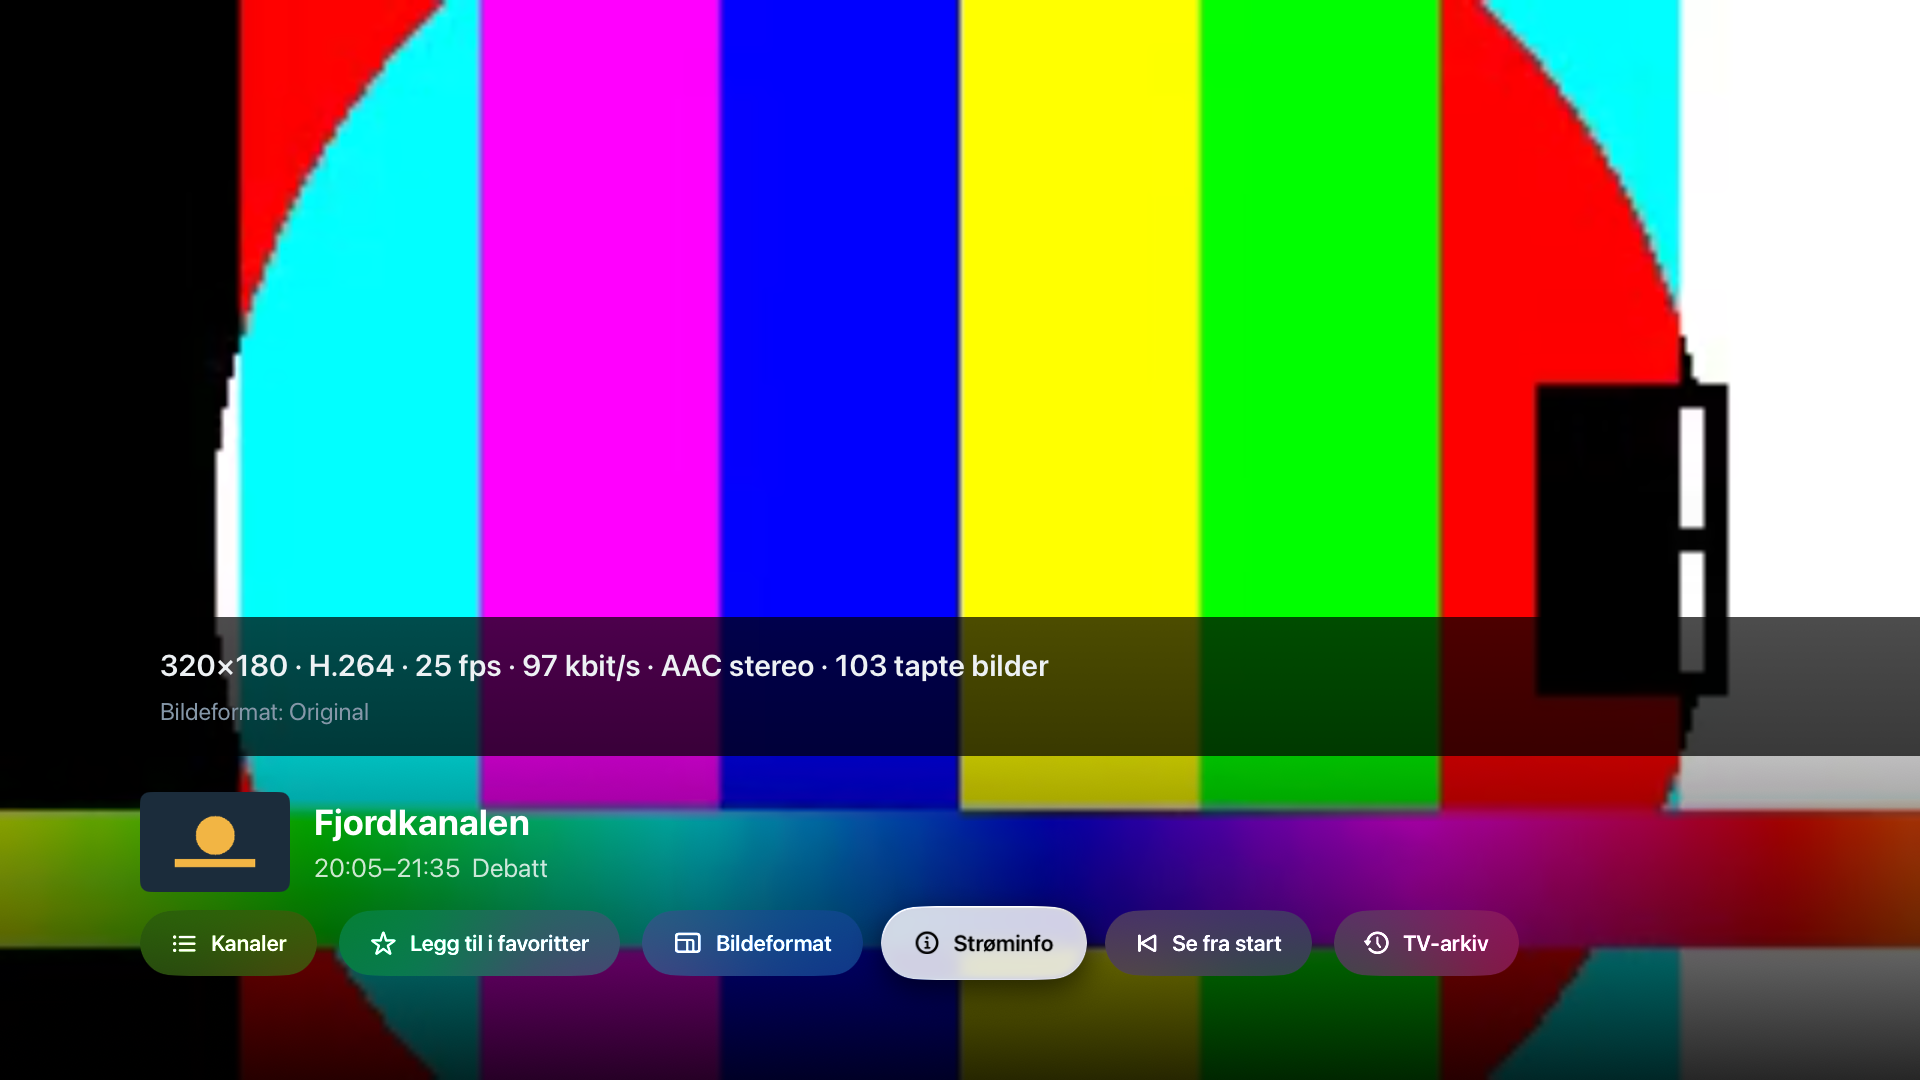 320×180 · H.264 · 25 fps · 97 kbit/s · AAC stereo · 103 tapte bilder
Bildeformat: Original
Fjordkanalen
20:05–21:35 Debatt
Kanaler
Legg til i favoritter
Bildeformat
Strøminfo
Se fra start
TV-arkiv